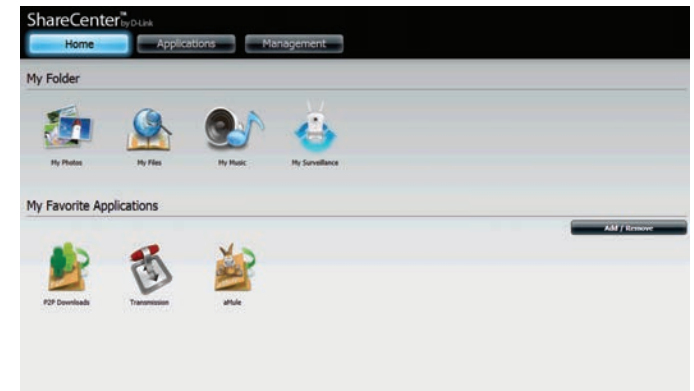 ShareCenter™ by D-Link
Home Applications Management
My Folder
My Photos My Files My Music My Surveillance
My Favorite Applications
Add / Remove
P2P Downloads Transmission aMule